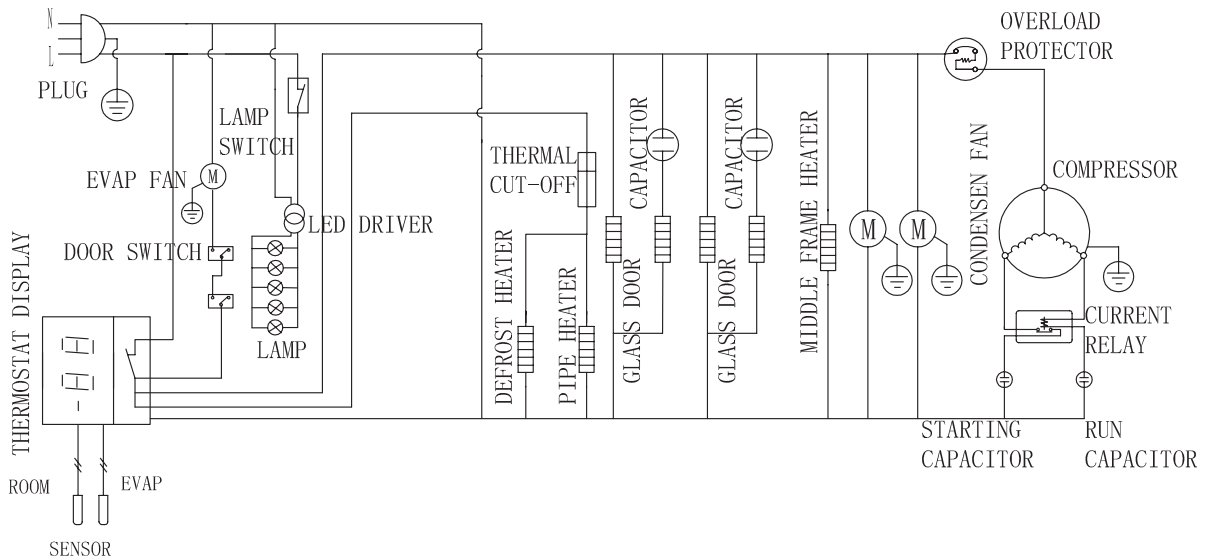 N
L
PLUG
OVERLOAD
PROTECTOR
LAMP
SWITCH
EVAP FAN
M
DOOR SWITCH
LED DRIVER
LAMP
THERMOSTAT DISPLAY
ROOM
EVAP
SENSOR
THERMAL
CUT-OFF
DEFROST HEATER
PIPE HEATER
CAPACITOR
GLASS DOOR
CAPACITOR
GLASS DOOR
MIDDLE FRAME HEATER
M
M
CONDENSEN FAN
COMPRESSOR
CURRENT
RELAY
STARTING
CAPACITOR
RUN
CAPACITOR